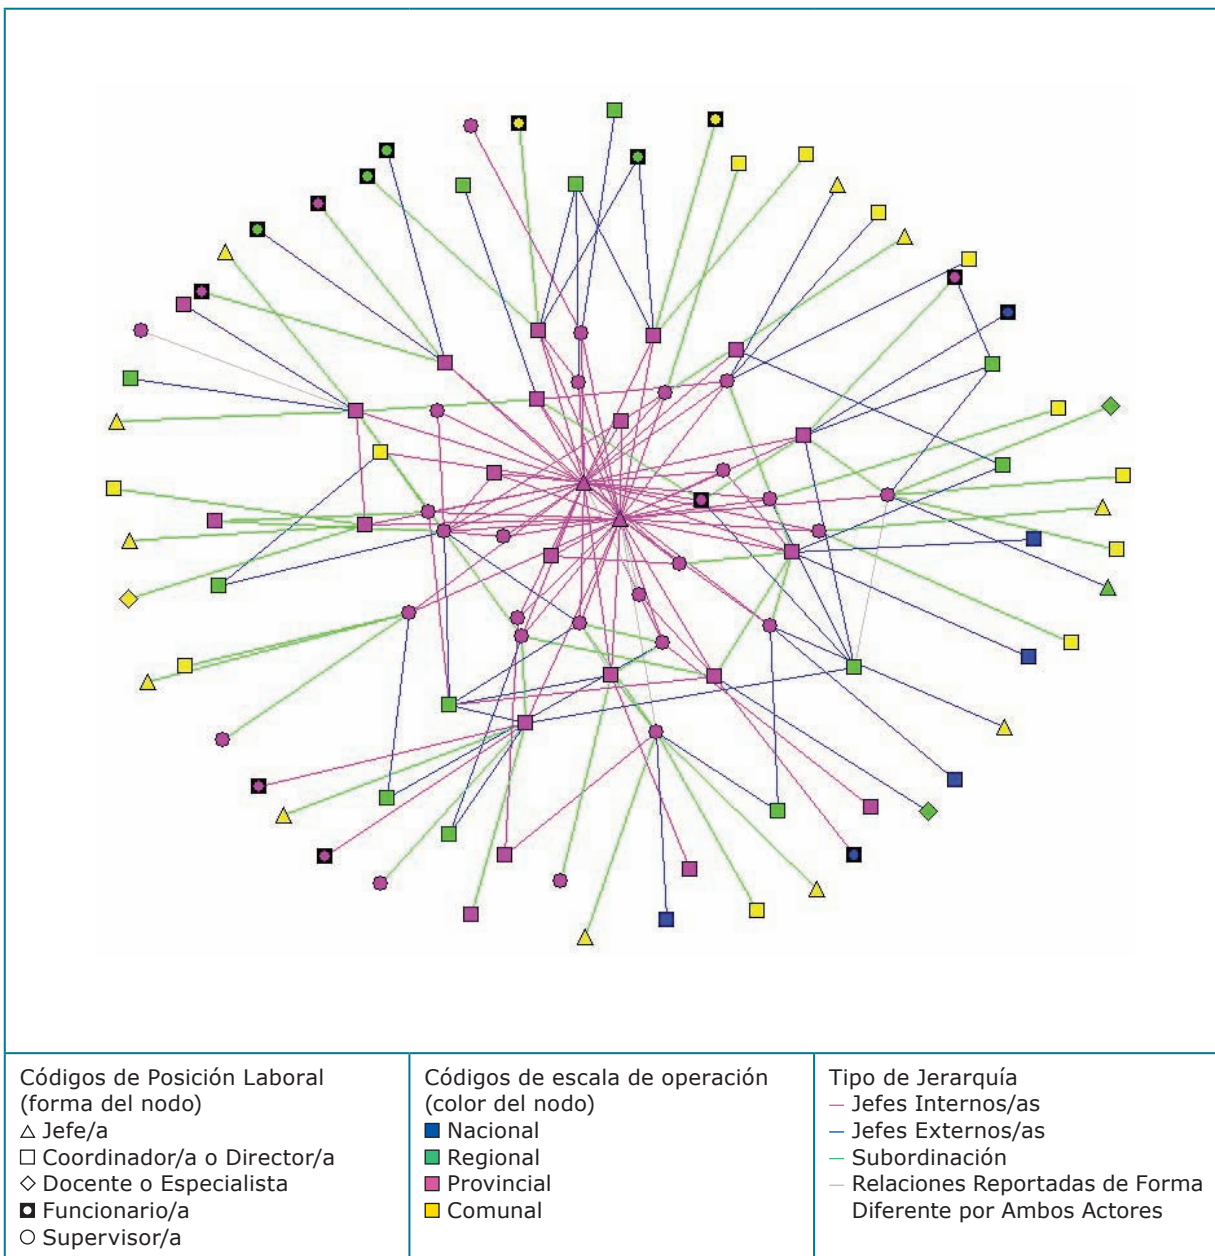 Códigos de Posición Laboral
(forma del nodo)
Jefe/a
Coordinador/a o Director/a
Docente o Especialista
Funcionario/a
Supervisor/a
Códigos de escala de operación
(color del nodo)
Nacional
Regional
Provincial
Comunal
Tipo de Jerarquía
Jefes Internos/as
Jefes Externos/as
Subordinación
Relaciones Reportadas de Forma
Diferente por Ambos Actores